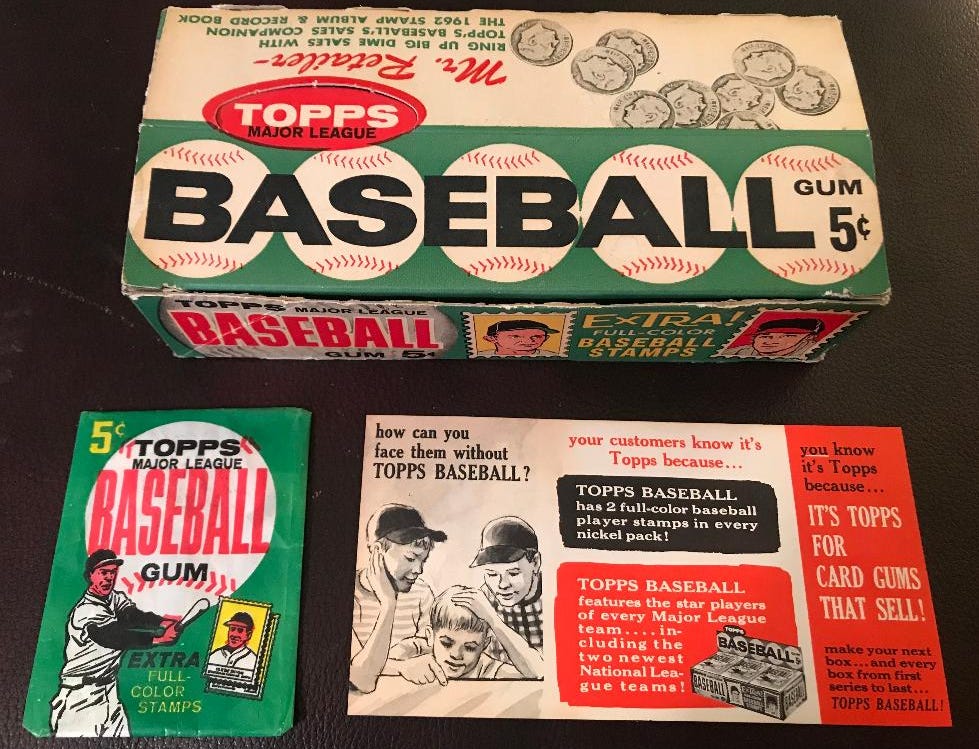 Mr. Retailer-
RING UP BIG DIME SALES WITH
TOPP'S BASEBALL'S SALES COMPANION
THE 1962 STAMP ALBUM & RECORD BOOK
TOPPS
MAJOR LEAGUE
BASEBALL
GUM
5¢
TOPPS MAJOR LEAGUE
BASEBALL
GUM 5¢
EXTRA!
FULL-COLOR
BASEBALL
STAMPS
5¢
TOPPS
MAJOR LEAGUE
BASEBALL
GUM
EXTRA
FULL-
COLOR
STAMPS
how can you
face them without
TOPPS BASEBALL?
your customers know it's
Topps because...
TOPPS BASEBALL
has 2 full-color baseball
player stamps in every
nickel pack!
TOPPS BASEBALL
features the star players
of every Major League
team.... in-
cluding the
two newest
National Lea-
gue teams!
TOPPS
BASEBALL 5¢
BASEBALL
EXTRA!
BASEBALL
you know
it's Topps
because...
IT'S TOPPS
FOR
CARD GUMS
THAT SELL!
make your next
box...and every
box from first
series to last...
TOPPS BASEBALL!